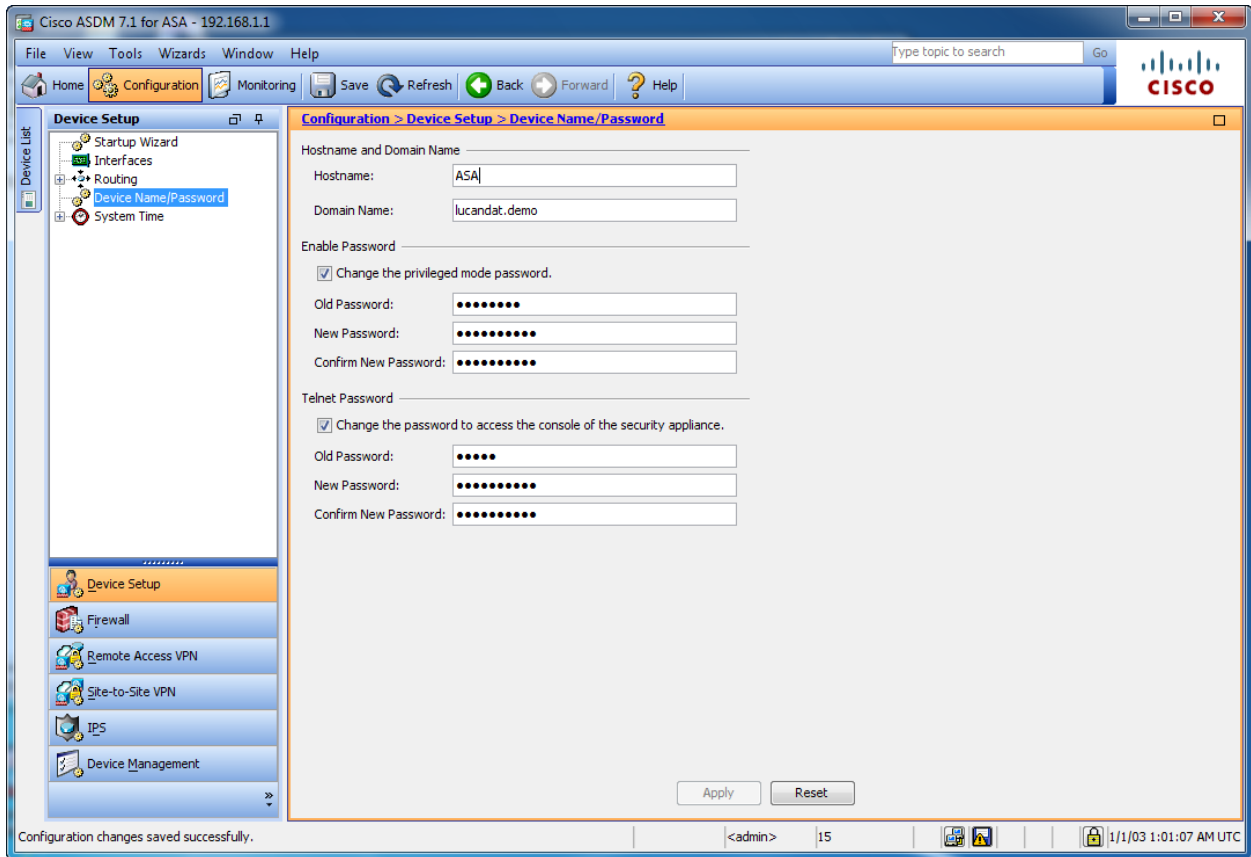 Cisco ASDM 7.1 for ASA - 192.168.1.1
File View Tools Wizards Window Help
Type topic to search Go
CISCO
Home Configuration Monitoring Save Refresh Back Forward Help
Device List
Device Setup
Startup Wizard
Interfaces
Routing
Device Name/Password
System Time
Device Setup
Firewall
Remote Access VPN
Site-to-Site VPN
IPS
Device Management
Configuration > Device Setup > Device Name/Password
Hostname and Domain Name
Hostname: ASA
Domain Name: lucandat.demo
Enable Password
Change the privileged mode password.
Old Password: ●●●●●●●●
New Password: ●●●●●●●●●●
Confirm New Password: ●●●●●●●●●●
Telnet Password
Change the password to access the console of the security appliance.
Old Password: ●●●●●
New Password: ●●●●●●●●●●
Confirm New Password: ●●●●●●●●●●
Apply Reset
Configuration changes saved successfully. <admin> 15 1/1/03 1:01:07 AM UTC